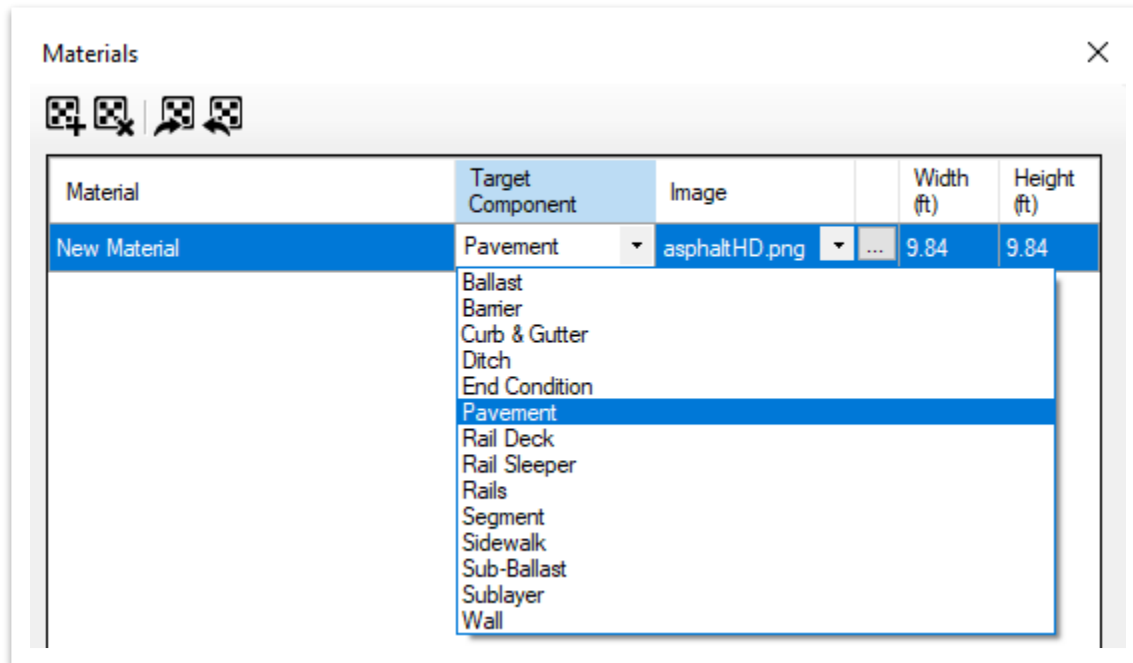 Materials
Material Target Component Image Width (ft) Height (ft)
New Material Pavement asphaltHD.png ... 9.84 9.84
Ballast
Barrier
Curb & Gutter
Ditch
End Condition
Pavement
Rail Deck
Rail Sleeper
Rails
Segment
Sidewalk
Sub-Ballast
Sublayer
Wall